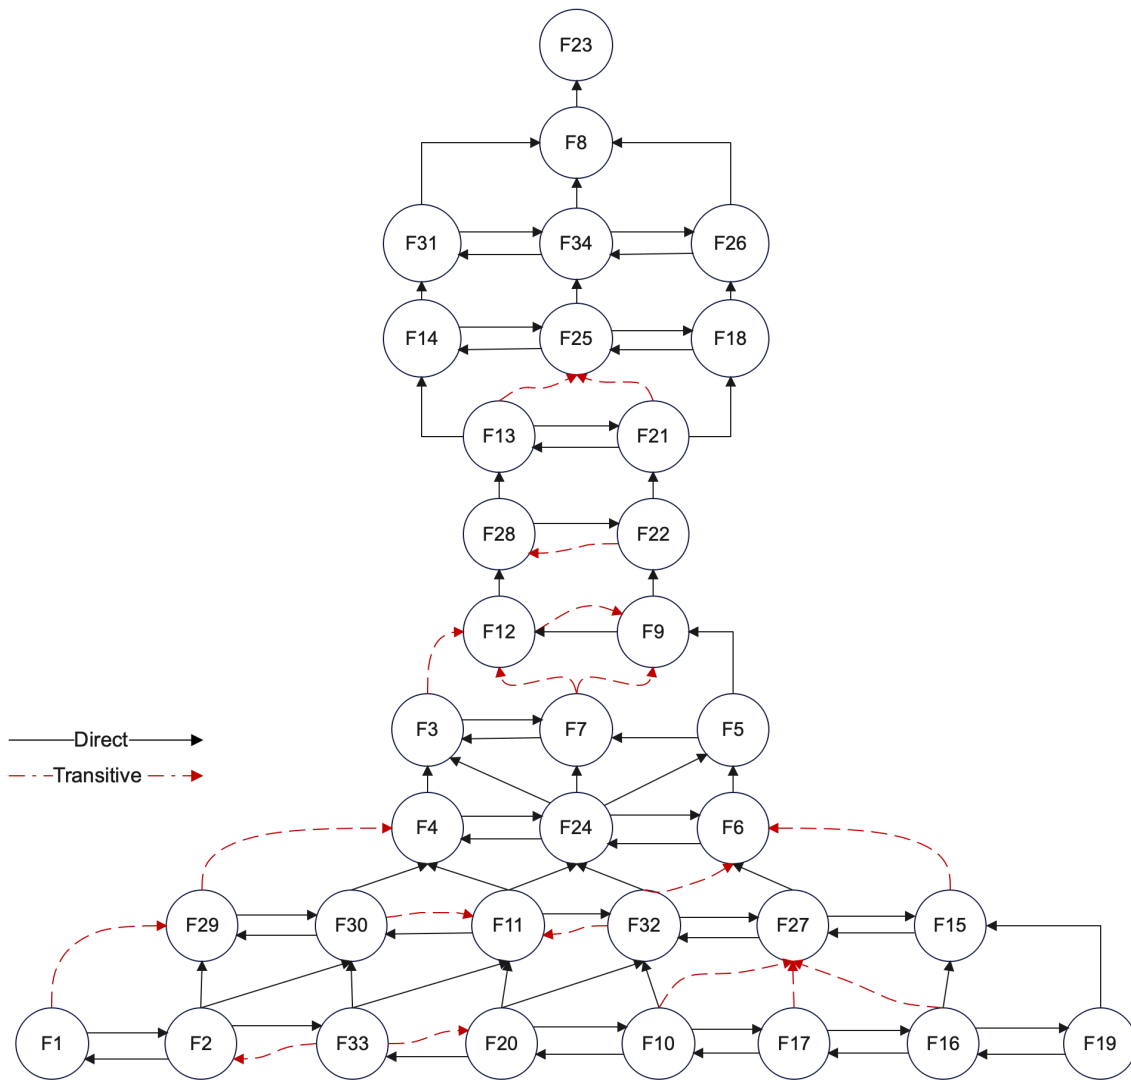 F23
F8
F31 F34 F26
F14 F25 F18
F13 F21
F28 F22
F12 F9
F3 F7 F5
Direct
Transitive
F4 F24 F6
F29 F30 F11 F32 F27 F15
F1 F2 F33 F20 F10 F17 F16 F19